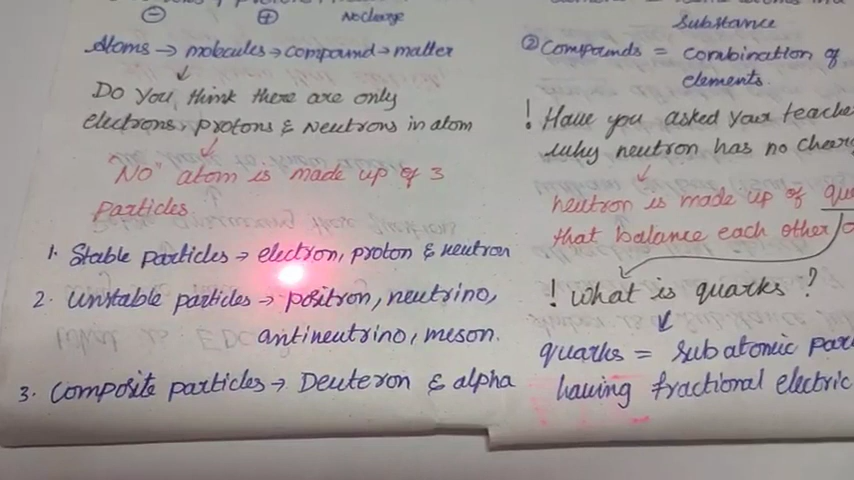 ⊖ ⊕ No charge
Atoms → molecules → compound → matter
↓
Do you think there are only
electrons, protons & Neutrons in atom
"No" atom is made up of 3
particles
1. Stable particles → electron, proton & neutron
2. Unstable particles → positron, neutrino,
antineutrino, meson.
3. Composite particles → Deuteron & alpha
Substance
② Compounds = combination of
elements.
! Have you asked your
why neutron has no
neutron is made up of
that balance each other
! What is quarks?
↓
quarks = Subatomic
having fractional electric